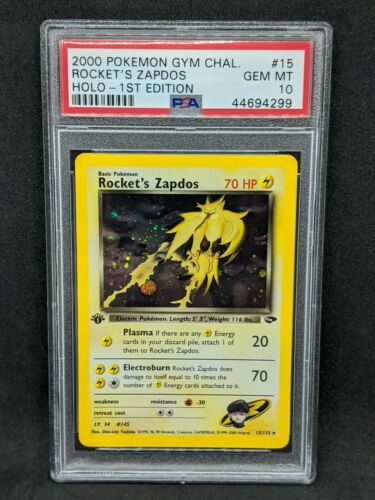 2000 POKEMON GYM CHAL. #15
ROCKET'S ZAPDOS GEM MT
HOLO - 1ST EDITION 10
PSA 44694299
Basic Pokémon
Rocket's Zapdos 70 HP
Electric Pokémon. Length: 5' 3", Weight: 116 lbs.
Plasma If there are any Energy
cards in your discard pile, attach 1 of
them to Rocket's Zapdos. 20
Electroburn Rocket's Zapdos does
damage to itself equal to 10 times the
number of Energy cards attached to it. 70
weakness resistance -30
retreat cost
LV. 34 #145
15/132